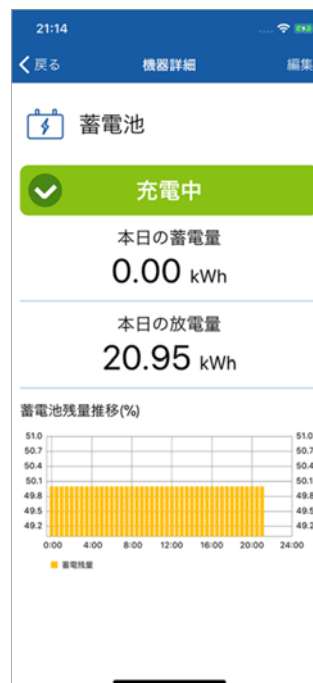 21:14
戻る 機器詳細 編集
蓄電池
充電中
本日の蓄電量
0.00 kWh
本日の放電量
20.95 kWh
蓄電池残量推移(%)
51.0 51.0
50.7 50.7
50.4 50.4
50.1 50.1
49.8 49.8
49.5 49.5
49.2 49.2
0:00 4:00 8:00 12:00 16:00 20:00 24:00
蓄電残量